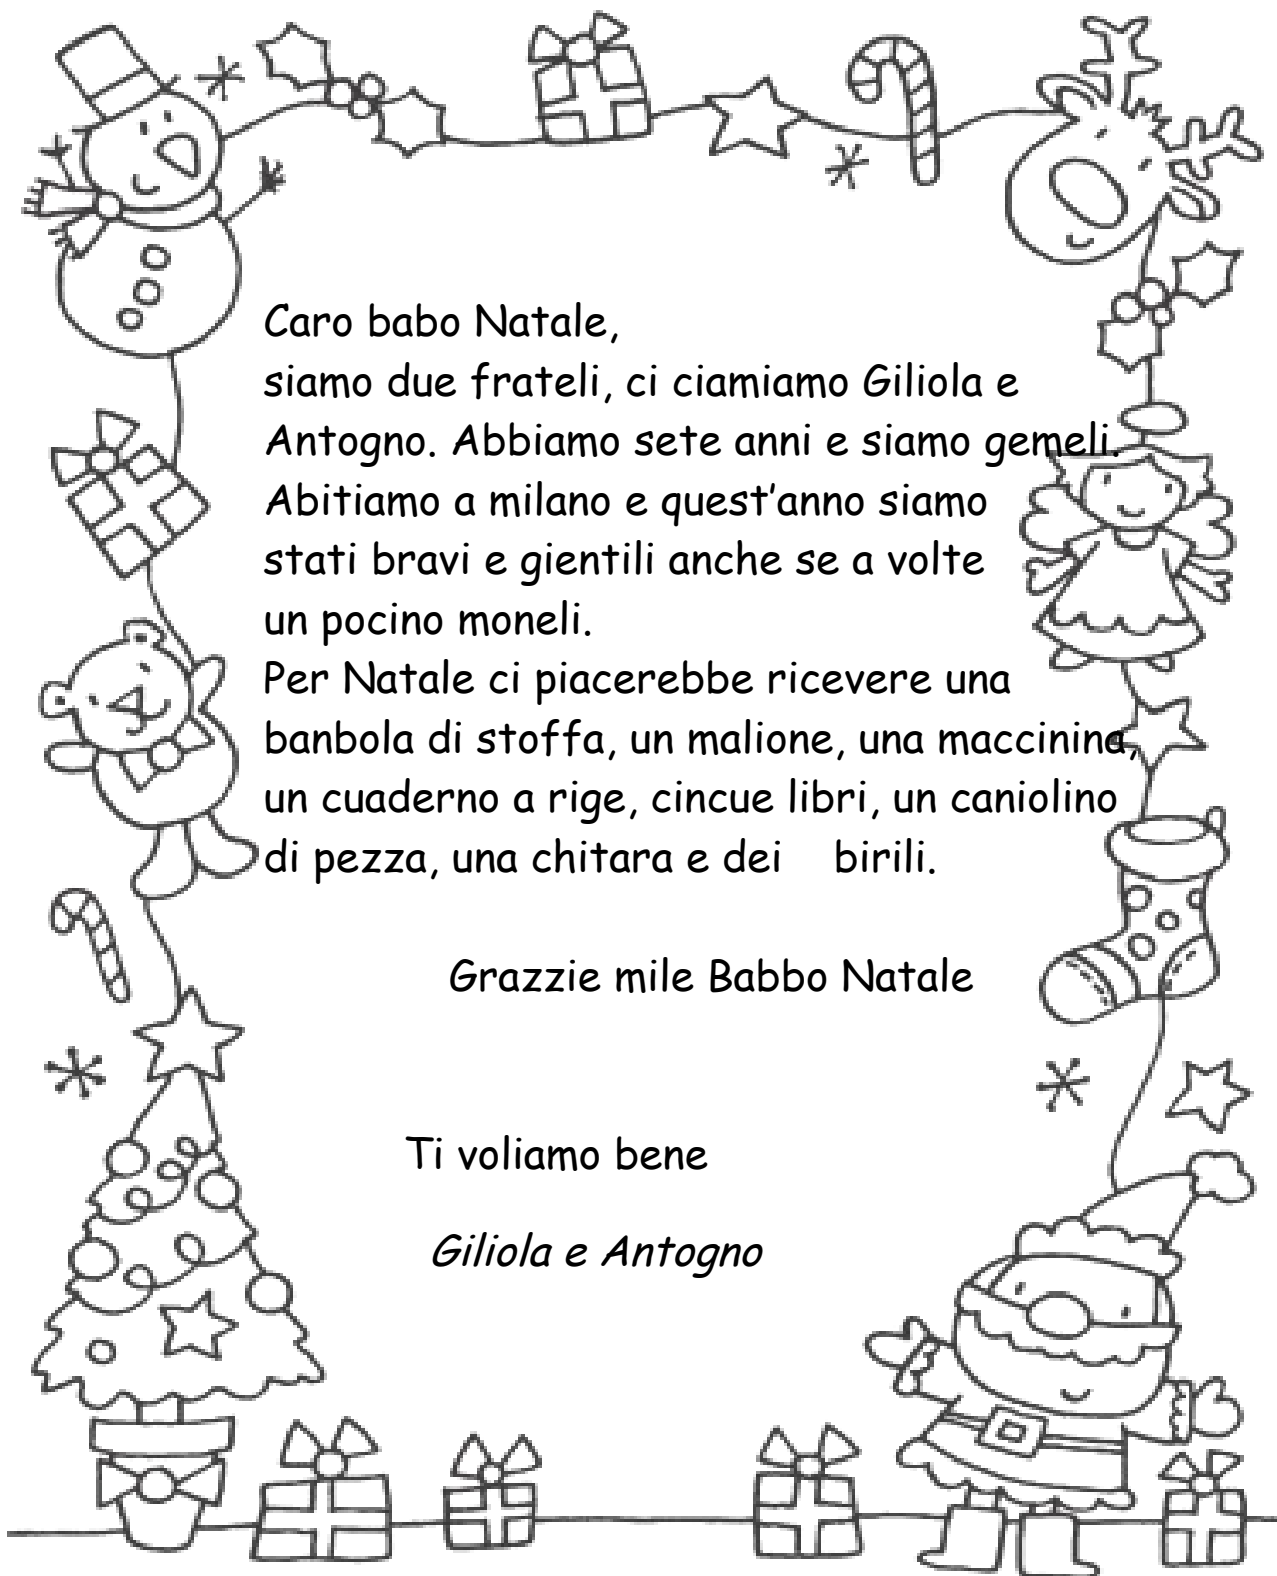 Caro babo Natale,
siamo due frateli, ci ciamiamo Giliola e
Antogno. Abbiamo sete anni e siamo gemeli.
Abitiamo a milano e quest’anno siamo
stati bravi e gientili anche se a volte
un pocino moneli.
Per Natale ci piacerebbe ricevere una
banbola di stoffa, un malione, una maccinina,
un cuaderno a rige, cincue libri, un caniolino
di pezza, una chitara e dei birili.
Grazzie mile Babbo Natale
Ti voliamo bene
Giliola e Antogno